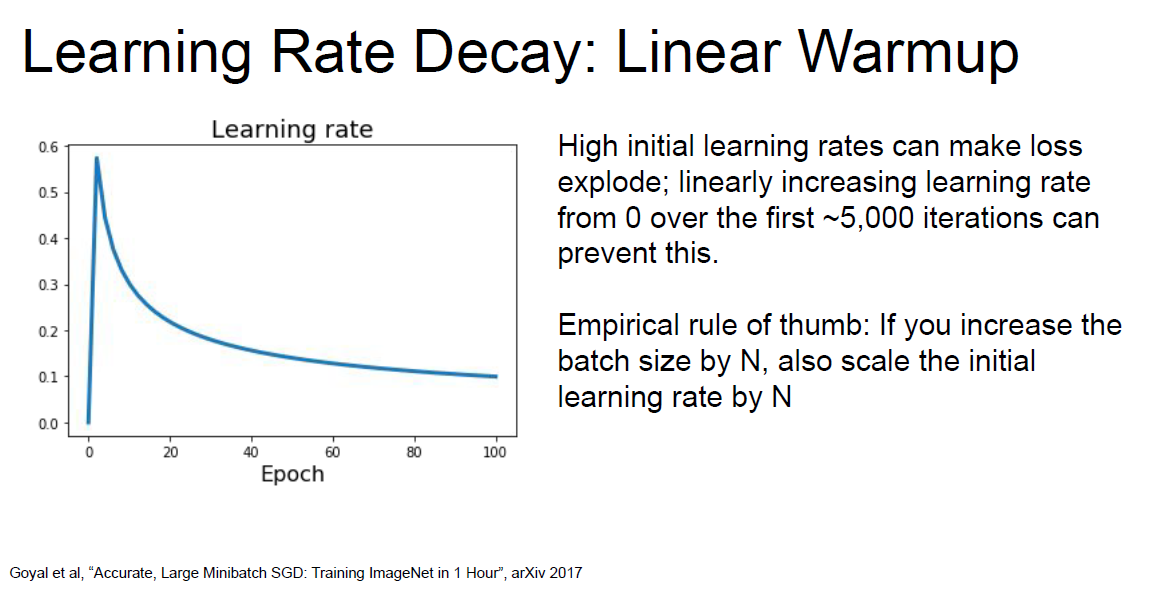 Learning Rate Decay: Linear Warmup
Learning rate
0.6
0.5
0.4
0.3
0.2
0.1
0.0
0 20 40 60 80 100
Epoch
High initial learning rates can make loss
explode; linearly increasing learning rate
from 0 over the first ~5,000 iterations can
prevent this.
Empirical rule of thumb: If you increase the
batch size by N, also scale the initial
learning rate by N
Goyal et al, “Accurate, Large Minibatch SGD: Training ImageNet in 1 Hour”, arXiv 2017